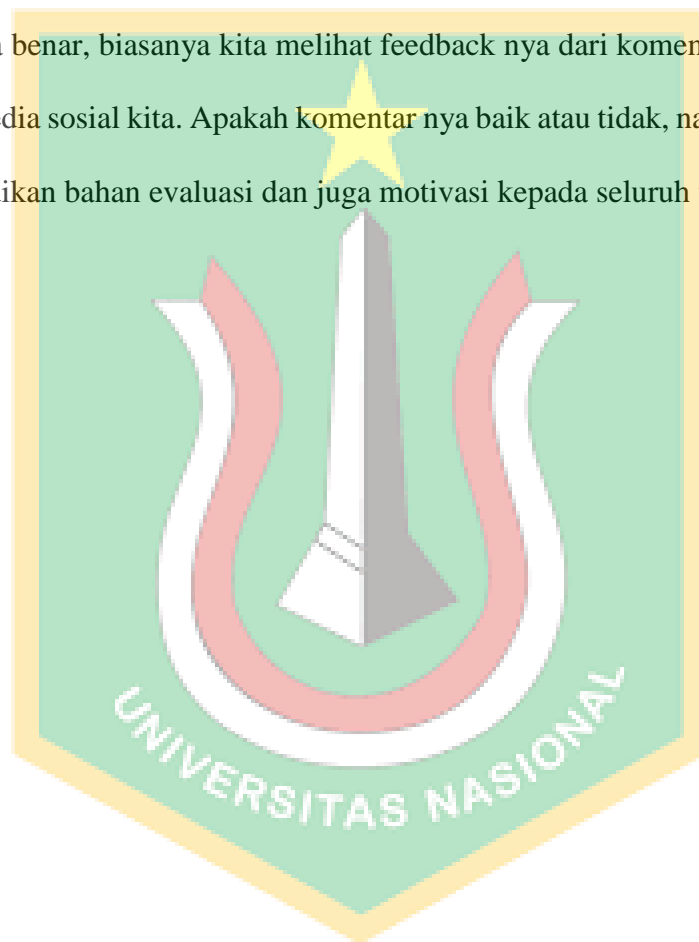 benar, biasanya kita melihat feedback nya dari komen
dia sosial kita. Apakah komentar nya baik atau tidak, na
ikan bahan evaluasi dan juga motivasi kepada seluruh
UNIVERSITAS NASIONAL